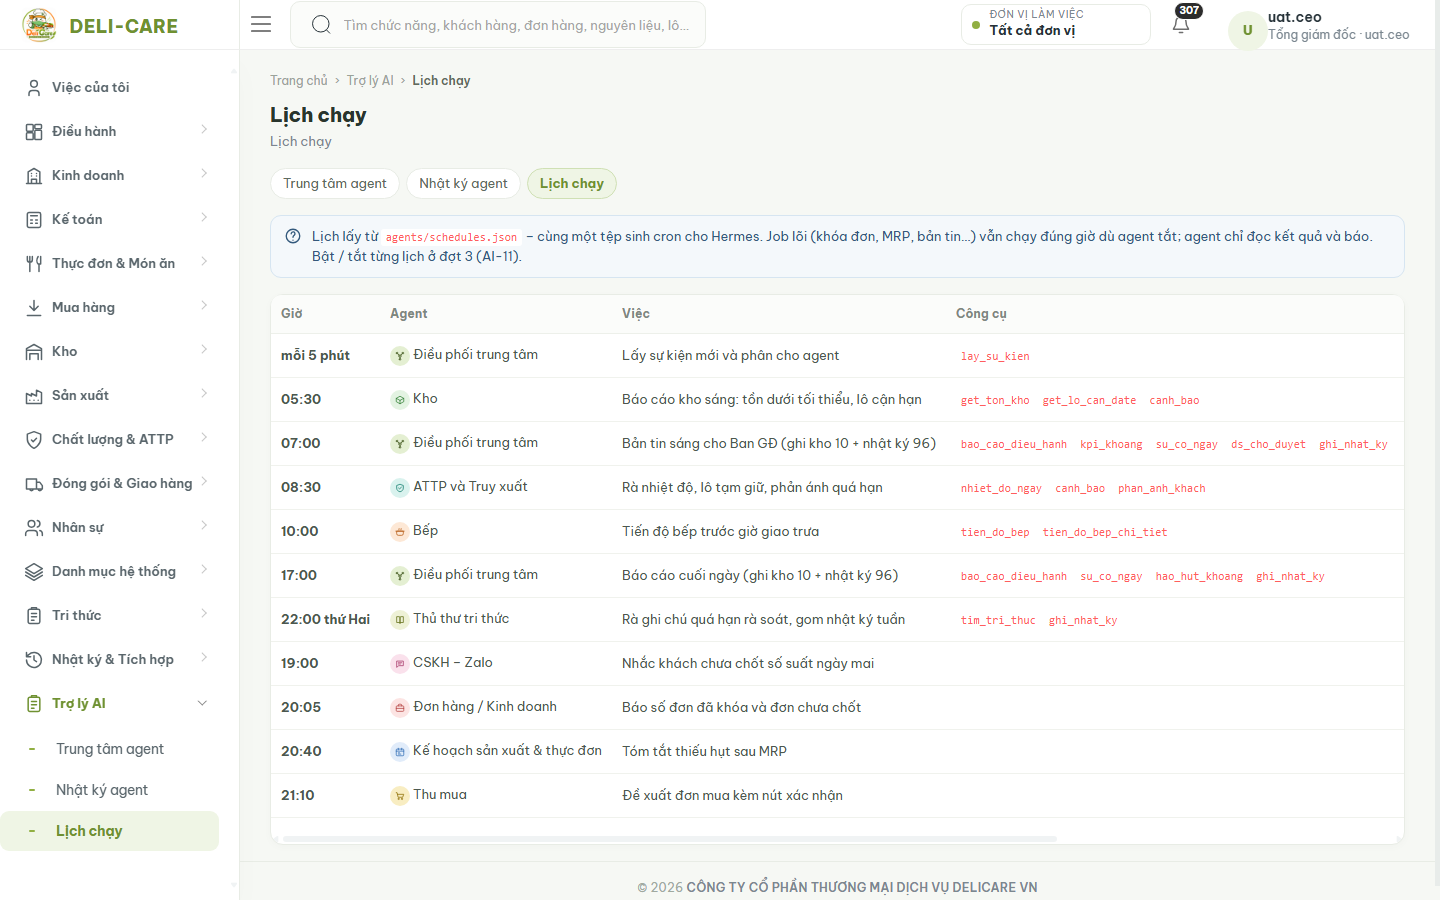 DELI-CARE
Tìm chức năng, khách hàng, đơn hàng, nguyên liệu, lô...
ĐƠN VỊ LÀM VIỆC
Tất cả đơn vị
307
U
uat.ceo
Tổng giám đốc · uat.ceo
Việc của tôi
Điều hành
Kinh doanh
Kế toán
Thực đơn & Món ăn
Mua hàng
Kho
Sản xuất
Chất lượng & ATTP
Đóng gói & Giao hàng
Nhân sự
Danh mục hệ thống
Tri thức
Nhật ký & Tích hợp
Trợ lý AI
- Trung tâm agent
- Nhật ký agent
- Lịch chạy
Trang chủ > Trợ lý AI > Lịch chạy
Lịch chạy
Lịch chạy
Trung tâm agent Nhật ký agent Lịch chạy
Lịch lấy từ agents/schedules.json – cùng một tệp sinh cron cho Hermes. Job lõi (khóa đơn, MRP, bản tin...) vẫn chạy đúng giờ dù agent tắt; agent chỉ đọc kết quả và báo.
Bật / tắt từng lịch ở đợt 3 (AI-11).
Giờ Agent Việc Công cụ
mỗi 5 phút Điều phối trung tâm Lấy sự kiện mới và phân cho agent lay_su_kien
05:30 Kho Báo cáo kho sáng: tồn dưới tối thiểu, lô cận hạn get_ton_kho get_lo_can_date canh_bao
07:00 Điều phối trung tâm Bản tin sáng cho Ban GĐ (ghi kho 10 + nhật ký 96) bao_cao_dieu_hanh kpi_khoang su_co_ngay ds_cho_duyet ghi_nhat_ky
08:30 ATTP và Truy xuất Rà nhiệt độ, lô tạm giữ, phản ánh quá hạn nhiet_do_ngay canh_bao phan_anh_khach
10:00 Bếp Tiến độ bếp trước giờ giao trưa tien_do_bep tien_do_bep_chi_tiet
17:00 Điều phối trung tâm Báo cáo cuối ngày (ghi kho 10 + nhật ký 96) bao_cao_dieu_hanh su_co_ngay hao_hut_khoang ghi_nhat_ky
22:00 thứ Hai Thủ thư tri thức Rà ghi chú quá hạn rà soát, gom nhật ký tuần tim_tri_thuc ghi_nhat_ky
19:00 CSKH – Zalo Nhắc khách chưa chốt số suất ngày mai
20:05 Đơn hàng / Kinh doanh Báo số đơn đã khóa và đơn chưa chốt
20:40 Kế hoạch sản xuất & thực đơn Tóm tắt thiếu hụt sau MRP
21:10 Thu mua Đề xuất đơn mua kèm nút xác nhận
© 2026 CÔNG TY CỔ PHẦN THƯƠNG MẠI DỊCH VỤ DELICARE VN